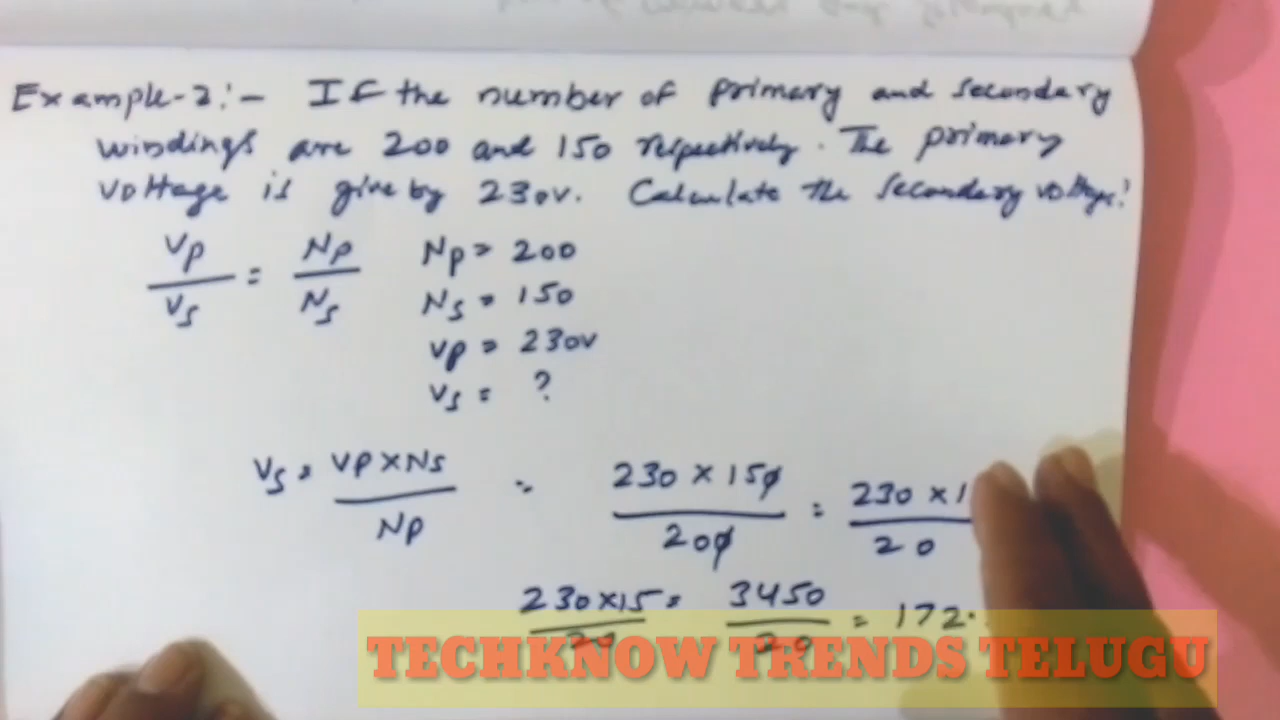 Example-2:- If the number of primary and secondary
windings are 200 and 150 respectively. The primary
voltage is give by 230V. Calculate the secondary voltage?
Vp/Vs = Np/Ns
Np = 200
Ns = 150
Vp = 230V
Vs = ?
Vs = Vp×Ns/Np = 230 × 150/200 = 230 × 1/20
230×15/20 = 3450/20 = 172.
TECHKNOW TRENDS TELUGU